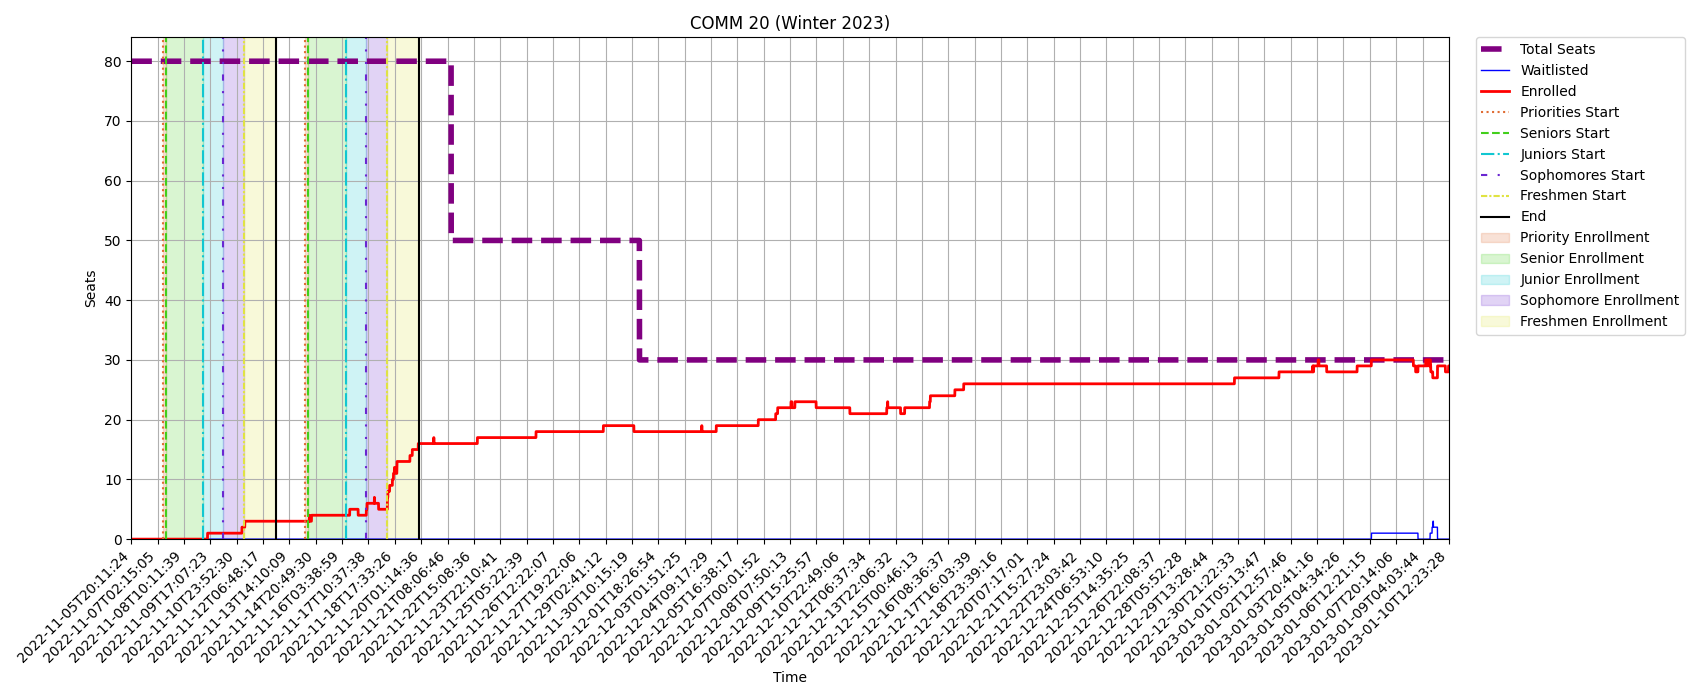 COMM 20 (Winter 2023)
80
70
60
50
40
30
20
10
0
Seats
2022-11-05T20:11:24
2022-11-07T02:15:05
2022-11-08T10:11:39
2022-11-09T17:07:23
2022-11-10T23:52:30
2022-11-12T06:48:17
2022-11-13T14:10:09
2022-11-14T20:49:30
2022-11-16T03:38:59
2022-11-17T10:37:38
2022-11-18T17:33:26
2022-11-20T01:14:36
2022-11-21T08:06:46
2022-11-22T15:08:36
2022-11-23T22:10:41
2022-11-25T05:22:39
2022-11-26T12:22:07
2022-11-27T19:22:06
2022-11-29T02:41:12
2022-11-30T10:15:19
2022-12-01T18:26:54
2022-12-03T01:51:25
2022-12-04T09:17:29
2022-12-05T16:38:17
2022-12-07T00:01:52
2022-12-08T07:50:13
2022-12-09T15:25:57
2022-12-10T22:49:06
2022-12-12T06:37:34
2022-12-13T22:06:32
2022-12-15T00:46:13
2022-12-16T08:36:37
2022-12-17T16:03:39
2022-12-18T23:39:16
2022-12-20T07:17:01
2022-12-21T15:27:24
2022-12-22T23:03:42
2022-12-24T06:53:10
2022-12-25T14:35:25
2022-12-26T22:08:37
2022-12-28T05:52:28
2022-12-29T13:28:44
2022-12-30T21:22:33
2023-01-01T05:13:47
2023-01-02T12:57:46
2023-01-03T20:41:16
2023-01-05T04:34:26
2023-01-06T12:21:15
2023-01-07T20:14:06
2023-01-09T04:03:44
2023-01-10T12:23:28
Time
Total Seats
Waitlisted
Enrolled
Priorities Start
Seniors Start
Juniors Start
Sophomores Start
Freshmen Start
End
Priority Enrollment
Senior Enrollment
Junior Enrollment
Sophomore Enrollment
Freshmen Enrollment